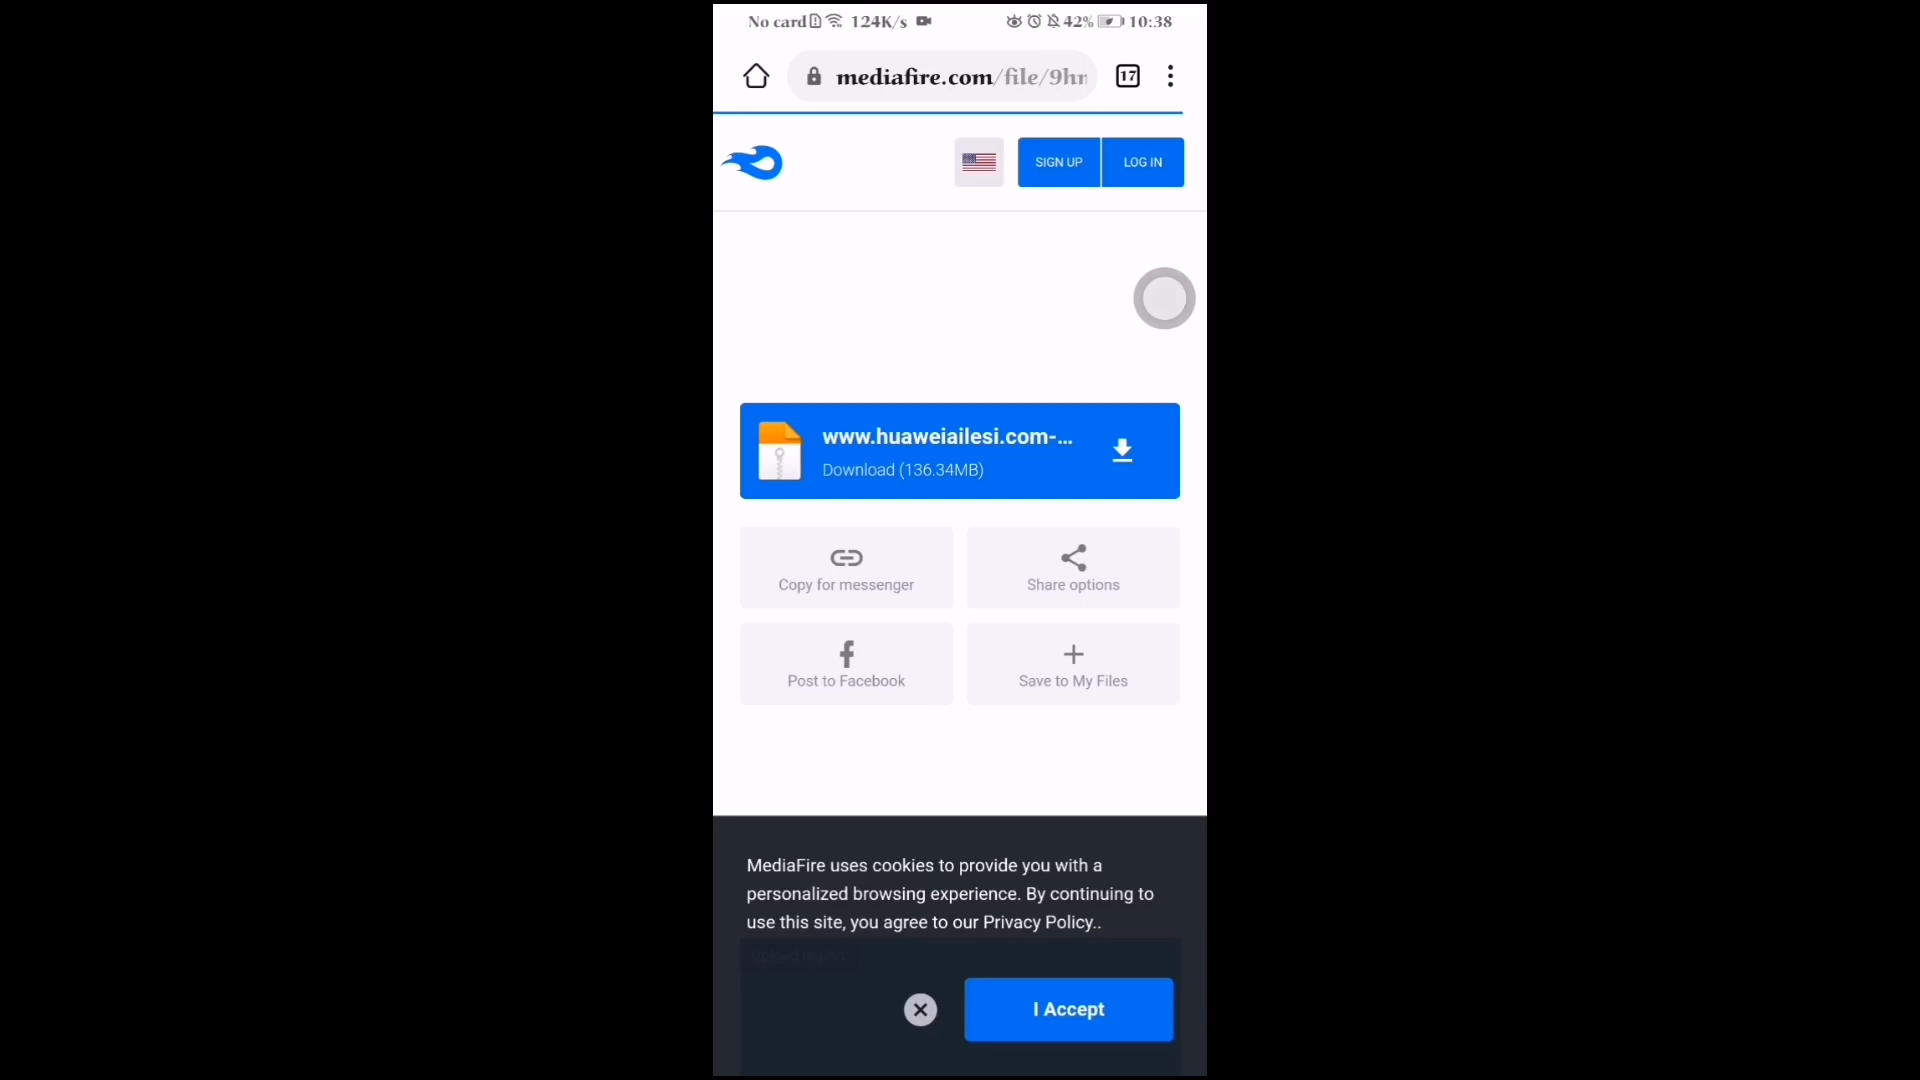 No card 124K/s 42% 10:38
mediafire.com/file/9hr 17
SIGN UP LOG IN
www.huaweiailesi.com-...
Download (136.34MB)
Copy for messenger Share options
Post to Facebook Save to My Files
MediaFire uses cookies to provide you with a
personalized browsing experience. By continuing to
use this site, you agree to our Privacy Policy..
I Accept